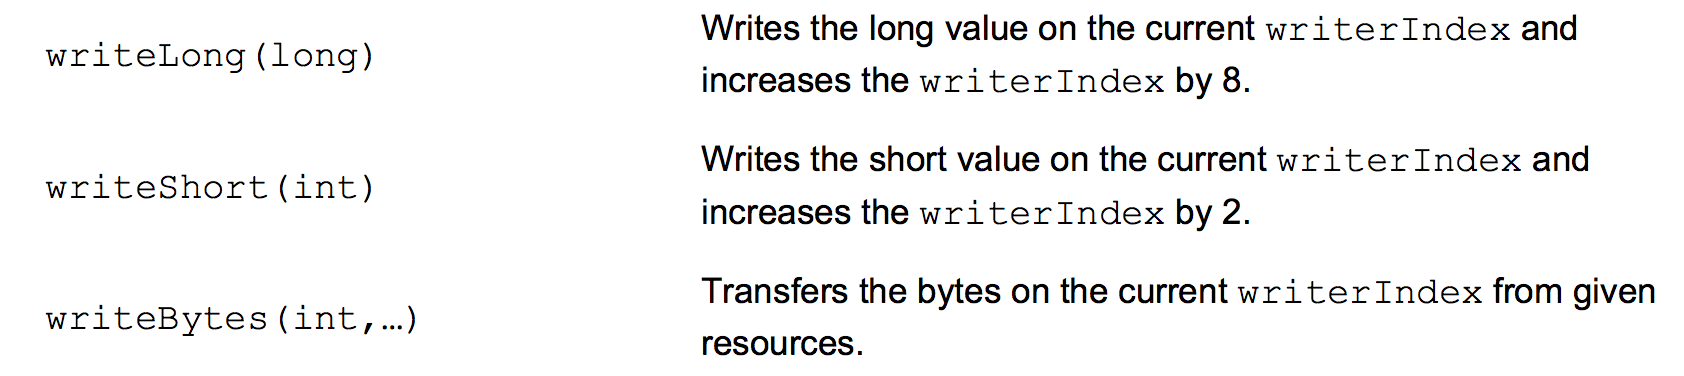 writeLong(long)
Writes the long value on the current writerIndex and
increases the writerIndex by 8.
writeShort(int)
Writes the short value on the current writerIndex and
increases the writerIndex by 2.
writeBytes(int,…)
Transfers the bytes on the current writerIndex from given
resources.